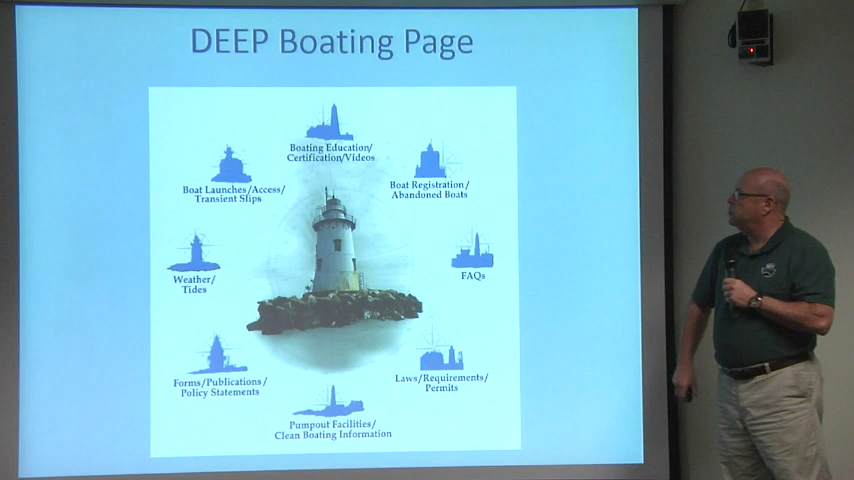 DEEP Boating Page
Boating Education/
Certification/Videos
Boat Launches/Access/
Transient Slips
Boat Registration/
Abandoned Boats
Weather/
Tides
FAQs
Forms/Publications/
Policy Statements
Laws/Requirements/
Permits
Pumpout Facilities/
Clean Boating Information